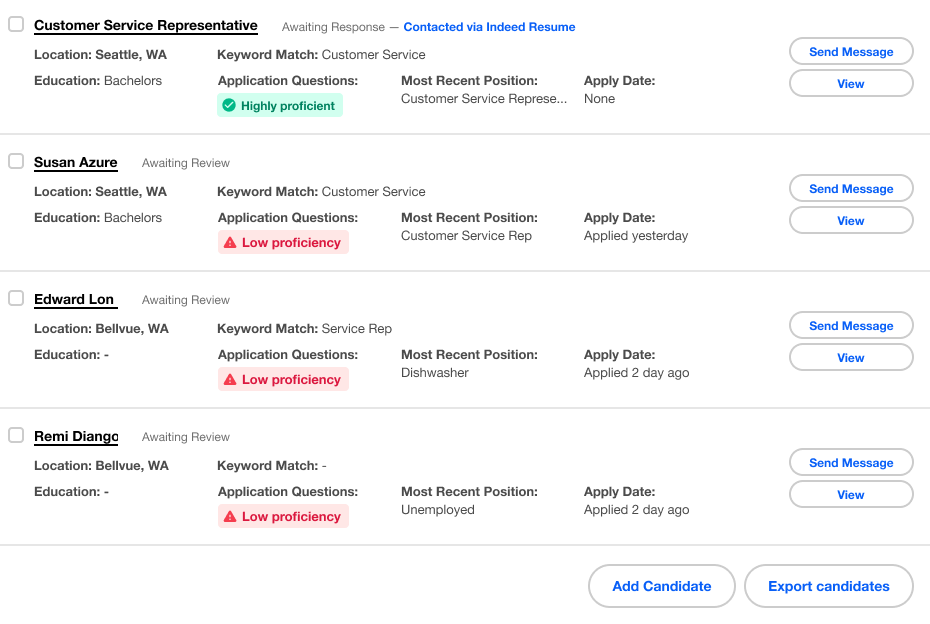 Customer Service Representative Awaiting Response — Contacted via Indeed Resume
Location: Seattle, WA Keyword Match: Customer Service Send Message
Education: Bachelors Application Questions: Most Recent Position: Apply Date: View
Highly proficient Customer Service Represe... None
Susan Azure Awaiting Review
Location: Seattle, WA Keyword Match: Customer Service Send Message
Education: Bachelors Application Questions: Most Recent Position: Apply Date: View
Low proficiency Customer Service Rep Applied yesterday
Edward Lon Awaiting Review
Location: Bellvue, WA Keyword Match: Service Rep Send Message
Education: - Application Questions: Most Recent Position: Apply Date: View
Low proficiency Dishwasher Applied 2 day ago
Remi Diango Awaiting Review
Location: Bellvue, WA Keyword Match: - Send Message
Education: - Application Questions: Most Recent Position: Apply Date: View
Low proficiency Unemployed Applied 2 day ago
Add Candidate Export candidates